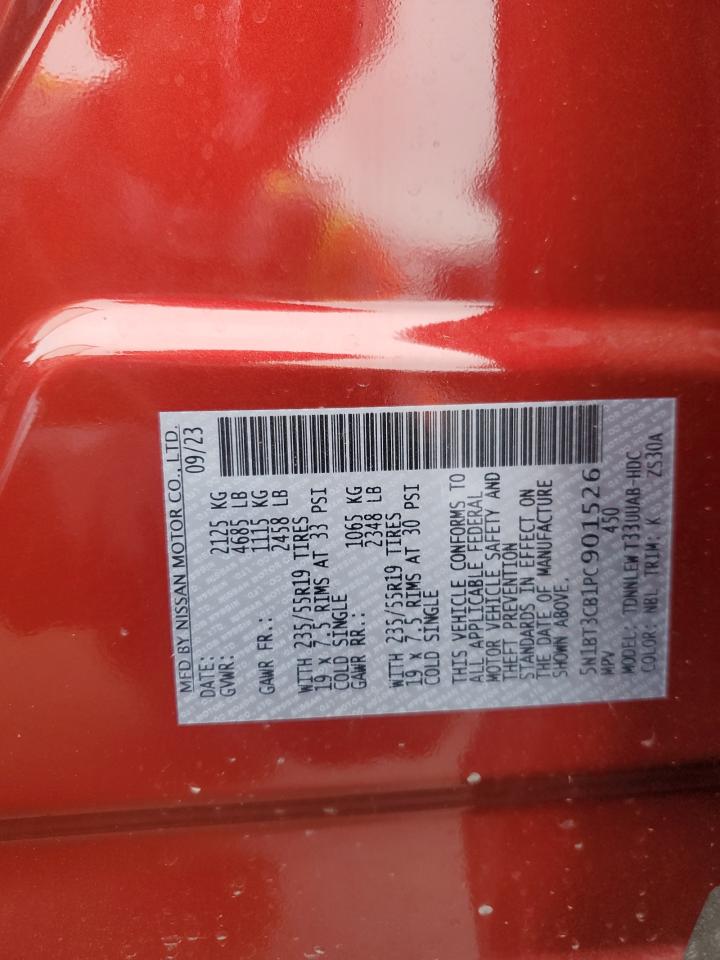 MFD BY NISSAN MOTOR CO., LTD.
DATE: 09/23
GVWR: 2125 KG
4685 LB
GAWR FR.: 1115 KG
2458 LB
WITH 235/55R19 TIRES
19 x 7.5 RIMS AT 33 PSI
COLD SINGLE
GAWR RR.: 1065 KG
2348 LB
WITH 235/55R19 TIRES
19 x 7.5 RIMS AT 30 PSI
COLD SINGLE
THIS VEHICLE CONFORMS TO
ALL APPLICABLE FEDERAL
MOTOR VEHICLE SAFETY AND
THEFT PREVENTION
STANDARDS IN EFFECT ON
THE DATE OF MANUFACTURE
SHOWN ABOVE.
5N1BT3CB1PC901526
MPV 450
MODEL: TDNNLEW T33UUAB-HDC
COLOR: NBL TRIM: K ZS30A